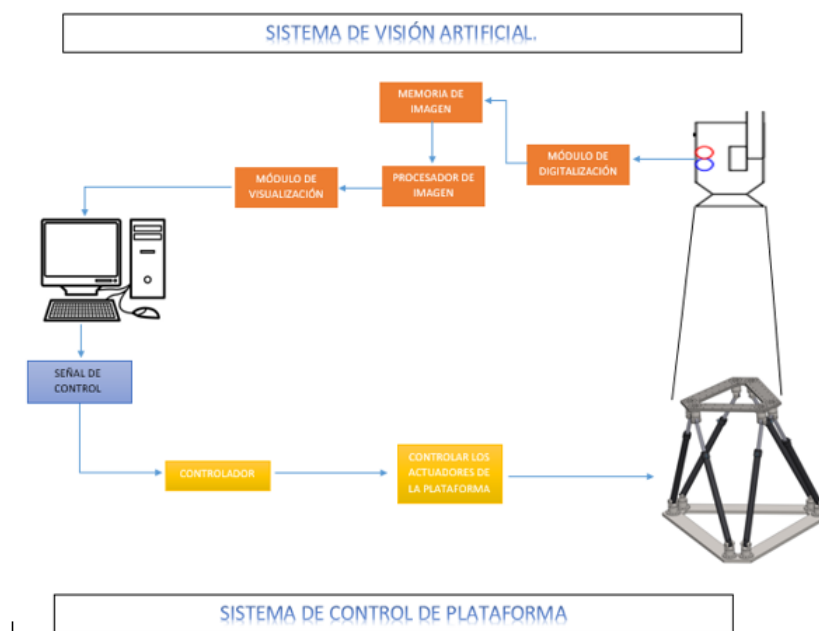 SISTEMA DE VISIÓN ARTIFICIAL.
MEMORIA DE
IMAGEN
MÓDULO DE
DIGITALIZACIÓN
PROCESADOR DE
IMAGEN
MÓDULO DE
VISUALIZACIÓN
SEÑAL DE
CONTROL
CONTROLADOR
CONTROLAR LOS
ACTUADORES DE
LA PLATAFORMA
SISTEMA DE CONTROL DE PLATAFORMA